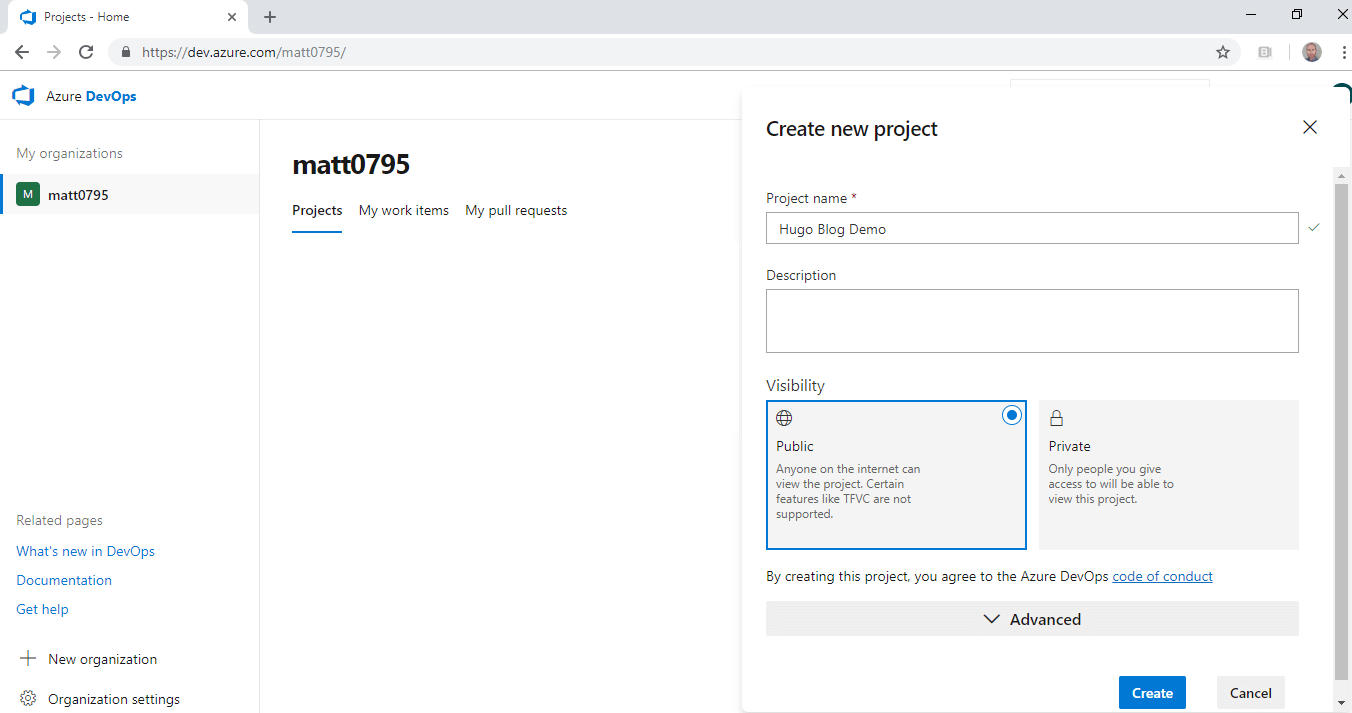 Projects - Home
https://dev.azure.com/matt0795/
Azure DevOps
My organizations
M matt0795
Related pages
What's new in DevOps
Documentation
Get help
New organization
Organization settings
matt0795
Projects My work items My pull requests
Create new project
Project name *
Hugo Blog Demo
Description
Visibility
Public
Anyone on the internet can
view the project. Certain
features like TFVC are not
supported.
Private
Only people you give
access to will be able to
view this project.
By creating this project, you agree to the Azure DevOps code of conduct
Advanced
Create Cancel